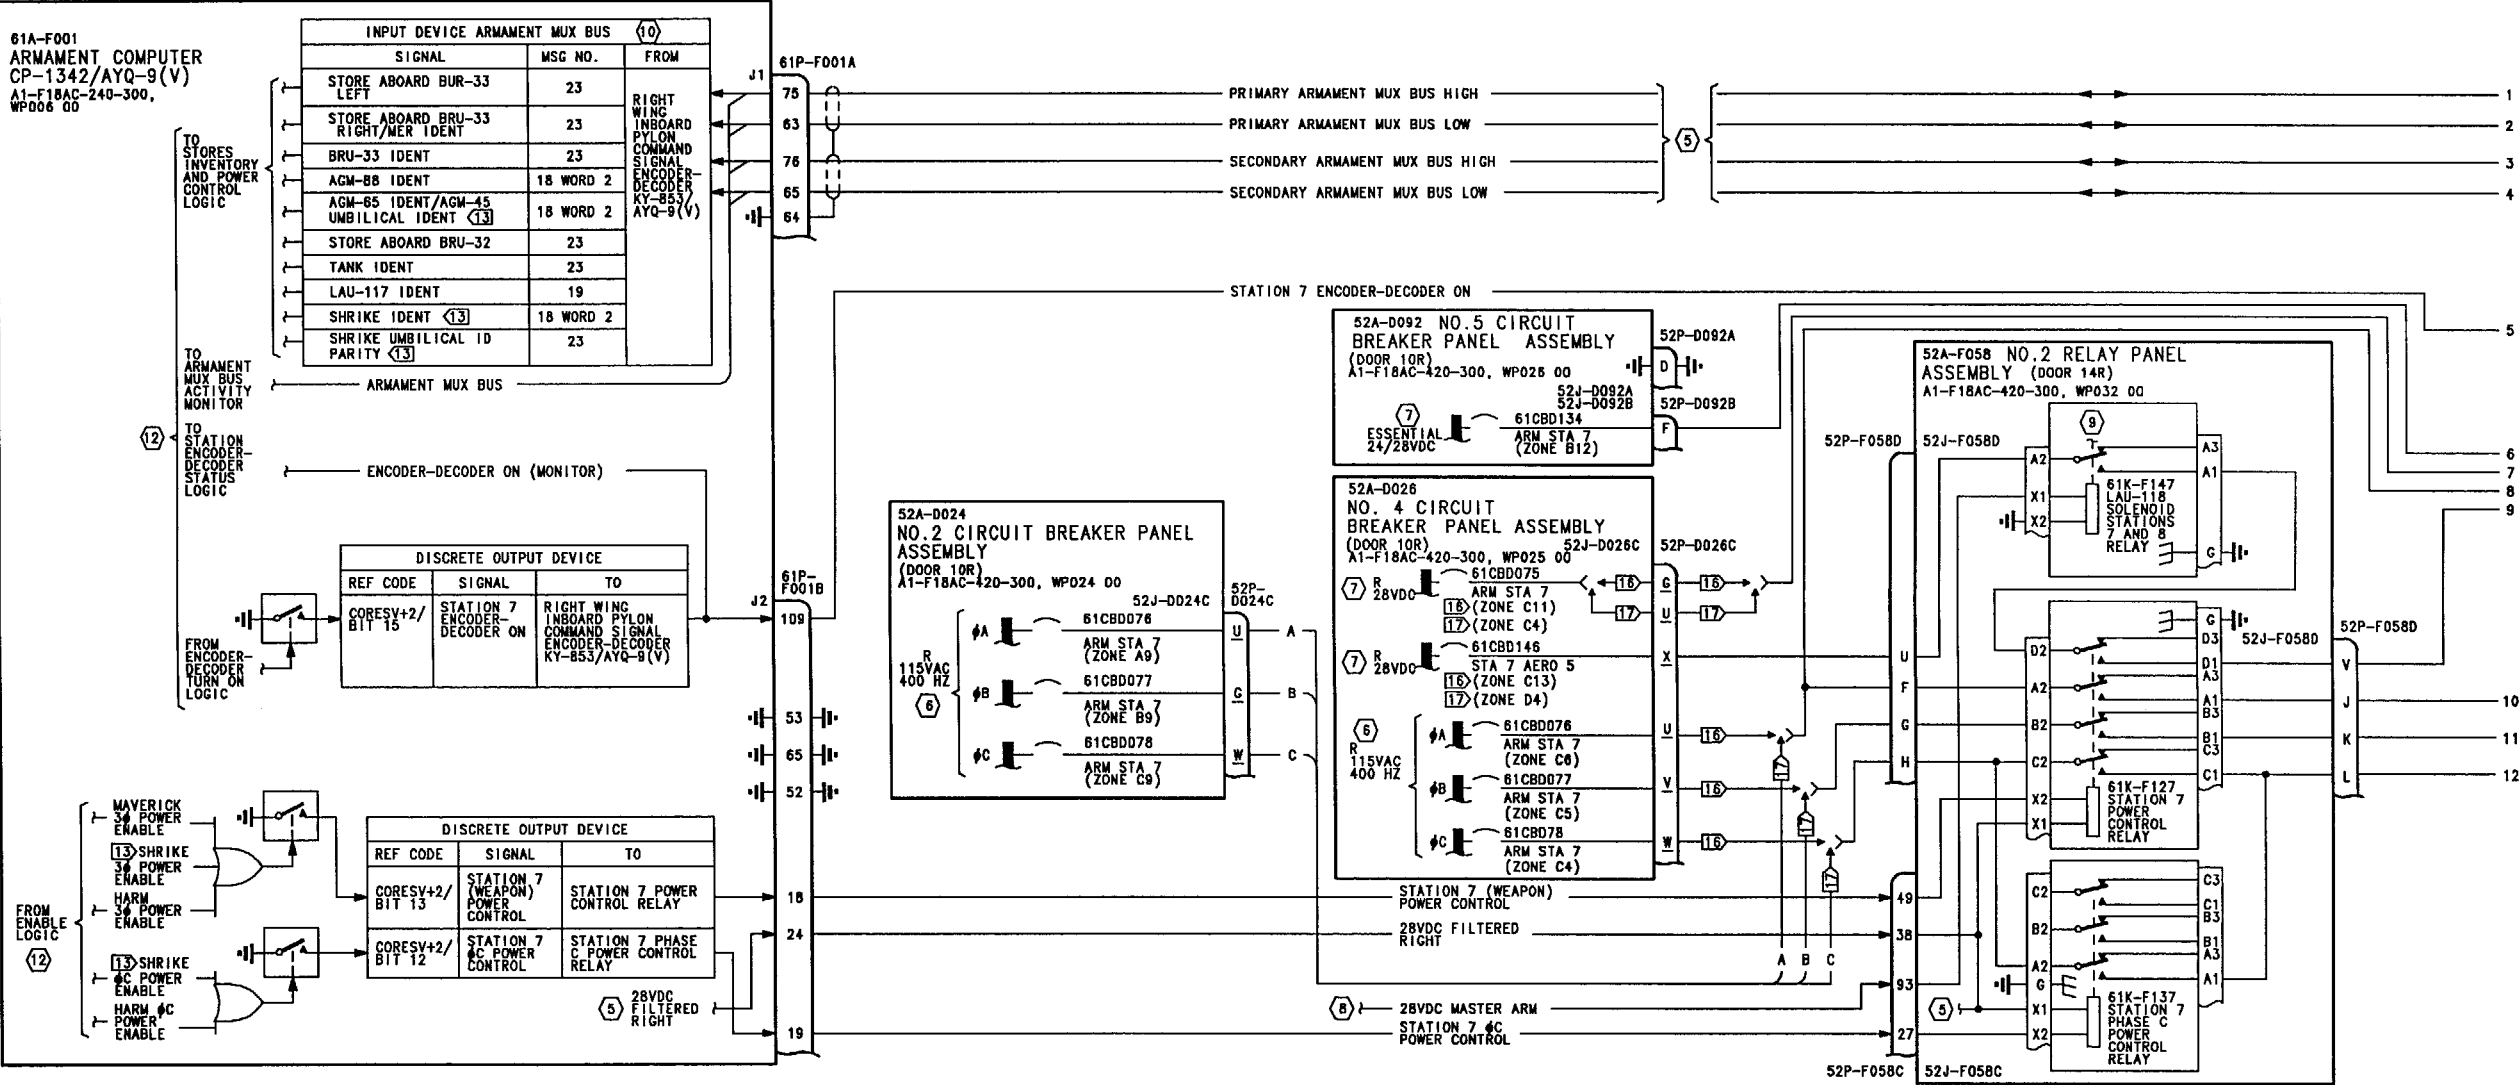 61A-F001
ARMAMENT COMPUTER
CP-1342/AYQ-9(V)
A1-F18AC-240-300,
WP006 00
INPUT DEVICE ARMAMENT MUX BUS 10
SIGNAL MSG NO. FROM
STORE ABOARD BUR-33
LEFT
23
STORE ABOARD BRU-33
RIGHT/MER IDENT
23
BRU-33 IDENT 23
AGM-88 IDENT 18 WORD 2
AGM-65 IDENT/AGM-45
UMBILICAL IDENT 13
18 WORD 2
STORE ABOARD BRU-32 23
TANK IDENT 23
LAU-117 IDENT 19
SHRIKE IDENT 13 18 WORD 2
SHRIKE UMBILICAL ID
PARITY 13
23
RIGHT
WING
INBOARD
PYLON
COMMAND
SIGNAL
ENCODER-
DECODER
KY-853/
AYQ-9(V)
TO
STORES
INVENTORY
AND POWER
CONTROL
LOGIC
TO
ARMAMENT
MUX BUS
ACTIVITY
MONITOR
ARMAMENT MUX BUS
12
TO
STATION
ENCODER-
DECODER
STATUS
LOGIC
ENCODER-DECODER ON (MONITOR)
FROM
ENCODER-
DECODER
TURN ON
LOGIC
DISCRETE OUTPUT DEVICE
REF CODE SIGNAL TO
CORESV+2/
BIT 15
STATION 7
ENCODER-
DECODER ON
RIGHT WING
INBOARD PYLON
COMMAND SIGNAL
ENCODER-DECODER
KY-853/AYQ-9(V)
FROM
ENABLE
LOGIC
12
MAVERICK
3ϕ POWER
ENABLE
13 SHRIKE
3ϕ POWER
ENABLE
HARM
3ϕ POWER
ENABLE
13 SHRIKE
ϕC POWER
ENABLE
HARM ϕC
POWER
ENABLE
DISCRETE OUTPUT DEVICE
REF CODE SIGNAL TO
CORESV+2/
BIT 13
STATION 7
(WEAPON)
POWER
CONTROL
STATION 7 POWER
CONTROL RELAY
CORESV+2/
BIT 12
STATION 7
ϕC POWER
CONTROL
STATION 7 PHASE
C POWER CONTROL
RELAY
5 28VDC
FILTERED
RIGHT
J1
61P-F001A
75
63
76
65
64
J2
61P-
F001B
109
53
65
52
18
24
19
PRIMARY ARMAMENT MUX BUS HIGH
PRIMARY ARMAMENT MUX BUS LOW
SECONDARY ARMAMENT MUX BUS HIGH
SECONDARY ARMAMENT MUX BUS LOW
5
1
2
3
4
STATION 7 ENCODER-DECODER ON
5
52A-D092 NO.5 CIRCUIT
BREAKER PANEL ASSEMBLY
(DOOR 10R)
A1-F18AC-420-300, WP026 00
52P-D092A
D
52J-D092A
52J-D092B
52P-D092B
7
ESSENTIAL
24/28VDC
61CBD134
ARM STA 7
(ZONE B12)
F
52A-D024
NO.2 CIRCUIT BREAKER PANEL
ASSEMBLY
(DOOR 10R)
A1-F18AC-420-300, WP024 00
52J-DD24C
52P-
D024C
R
115VAC
400 HZ
6
ϕA 61CBD076 U A
ARM STA 7
(ZONE A9)
ϕB 61CBD077 G B
ARM STA 7
(ZONE B9)
ϕC 61CBD078 W C
ARM STA 7
(ZONE C9)
52A-D026
NO. 4 CIRCUIT
BREAKER PANEL ASSEMBLY
(DOOR 10R)
A1-F18AC-420-300, WP025 00
52J-D026C
52P-D026C
7 R
28VDC
61CBD075 16 G 16
ARM STA 7
16 (ZONE C11)
17 (ZONE C4)
17 U 17
7 R
28VDC
61CBD146 X
STA 7 AERO 5
16 (ZONE C13)
17 (ZONE D4)
6
R
115VAC
400 HZ
ϕA 61CBD076 U 16
ARM STA 7
(ZONE C6)
ϕB 61CBD077 V 16
ARM STA 7
(ZONE C5)
ϕC 61CBD78 W 16
ARM STA 7
(ZONE C4)
17
17
17
A B C
STATION 7 (WEAPON)
POWER CONTROL
28VDC FILTERED
RIGHT
8 28VDC MASTER ARM
STATION 7 ϕC
POWER CONTROL
52A-F058 NO.2 RELAY PANEL
ASSEMBLY (DOOR 14R)
A1-F18AC-420-300, WP032 00
52P-F058D 52J-F058D
9
A2 A3
A1
X1
X2
61K-F147
LAU-118
SOLENOID
STATIONS
7 AND 8
RELAY
G
G
D2 D3
D1
A2 A3
A1
B2 B3
B1
C2 C3
C1
X2
X1
61K-F127
STATION 7
POWER
CONTROL
RELAY
C2 C3
C1
B2 B3
B1
A2 A3
A1
G
X1
X2
61K-F137
STATION 7
PHASE C
POWER
CONTROL
RELAY
U
F
G
H
49
38
93
5
27
52P-F058C 52J-F058C
52J-F058D
52P-F058D
V
J
K
L
6
7
8
9
10
11
12